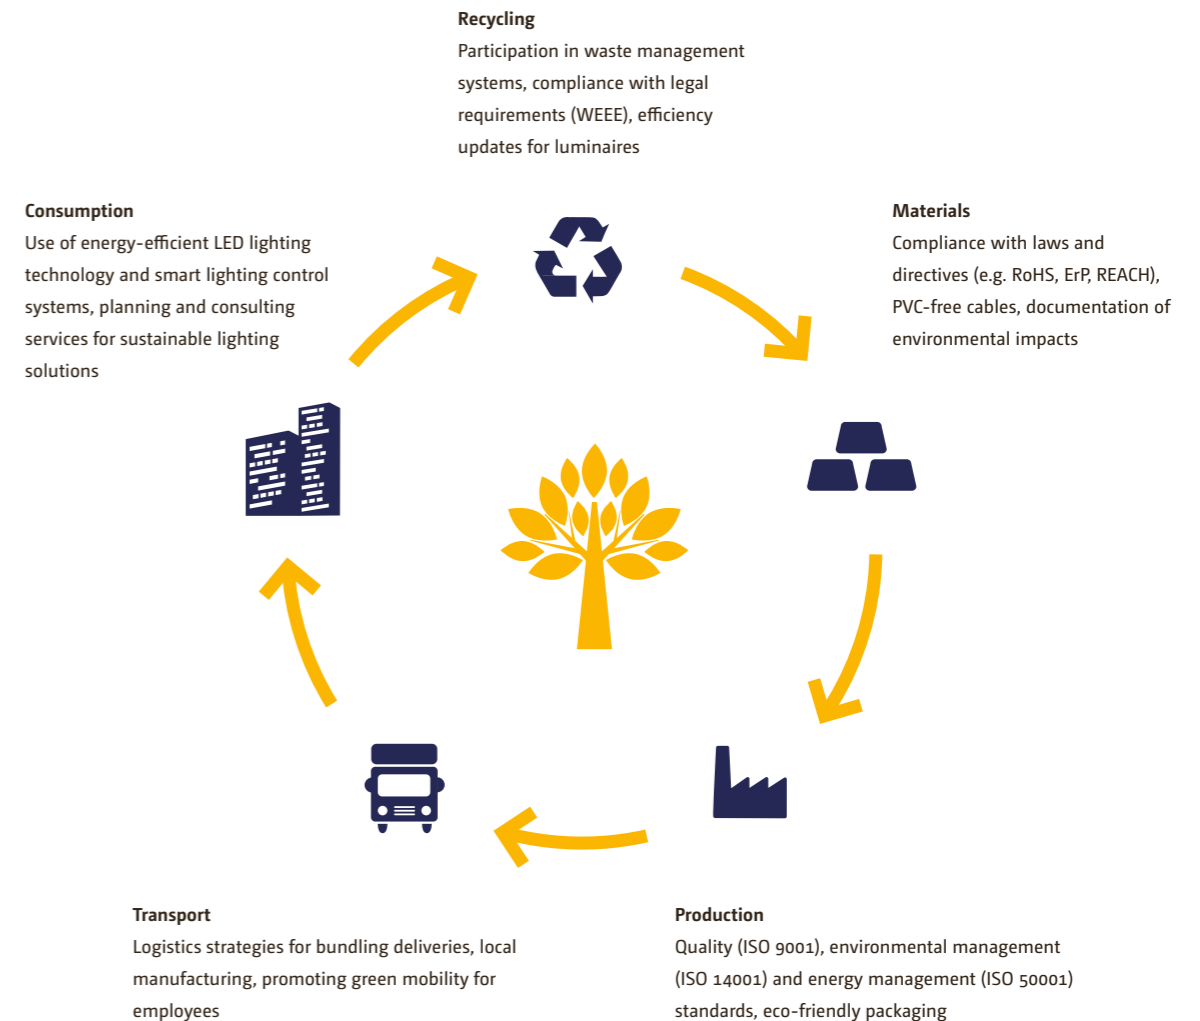 Recycling
Participation in waste management
systems, compliance with legal
requirements (WEEE), efficiency
updates for luminaires
Consumption
Use of energy-efficient LED lighting
technology and smart lighting control
systems, planning and consulting
services for sustainable lighting
solutions
Materials
Compliance with laws and
directives (e.g. RoHS, ErP, REACH),
PVC-free cables, documentation of
environmental impacts
Transport
Logistics strategies for bundling deliveries, local
manufacturing, promoting green mobility for
employees
Production
Quality (ISO 9001), environmental management
(ISO 14001) and energy management (ISO 50001)
standards, eco-friendly packaging